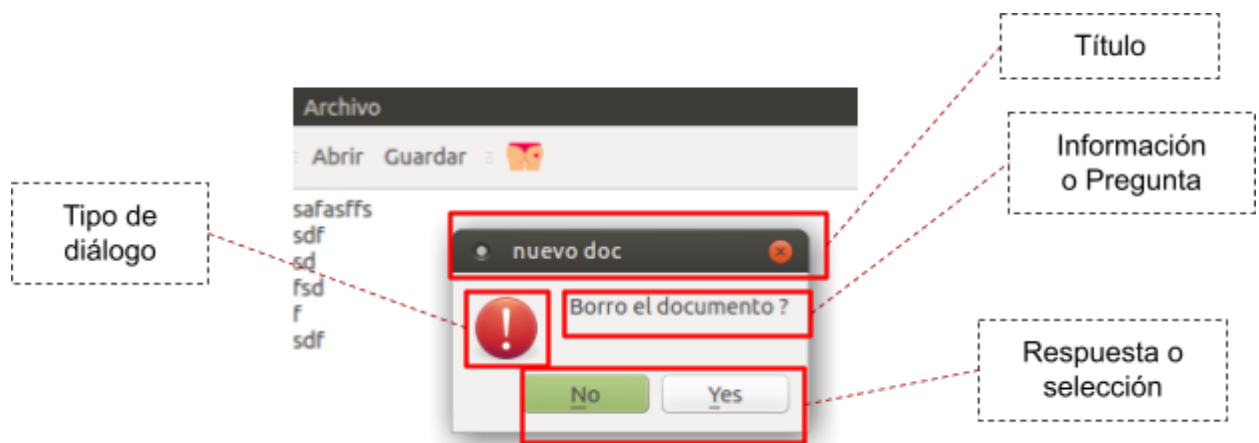 Título
Archivo
Abrir Guardar
Información
o Pregunta
Tipo de
diálogo
safasffs
sdf
sd
fsd
f
sdf
nuevo doc
Borro el documento ?
No Yes
Respuesta o
selección